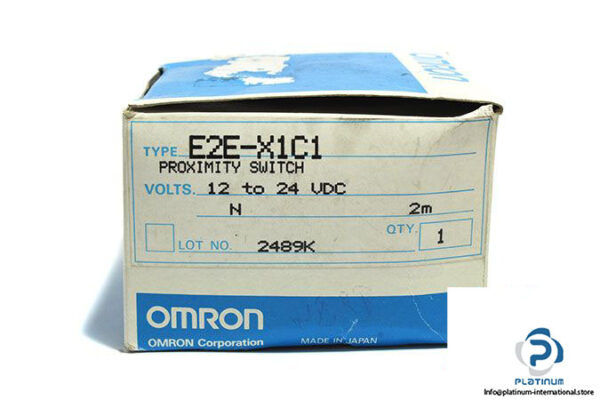 OMRON
TYPE E2E-X1C1
PROXIMITY SWITCH
VOLTS. 12 to 24 VDC
N 2m
QTY. 1
LOT NO. 2489K
OMRON
OMRON Corporation MADE IN JAPAN
PLATINUM
Info@platinum-international.store